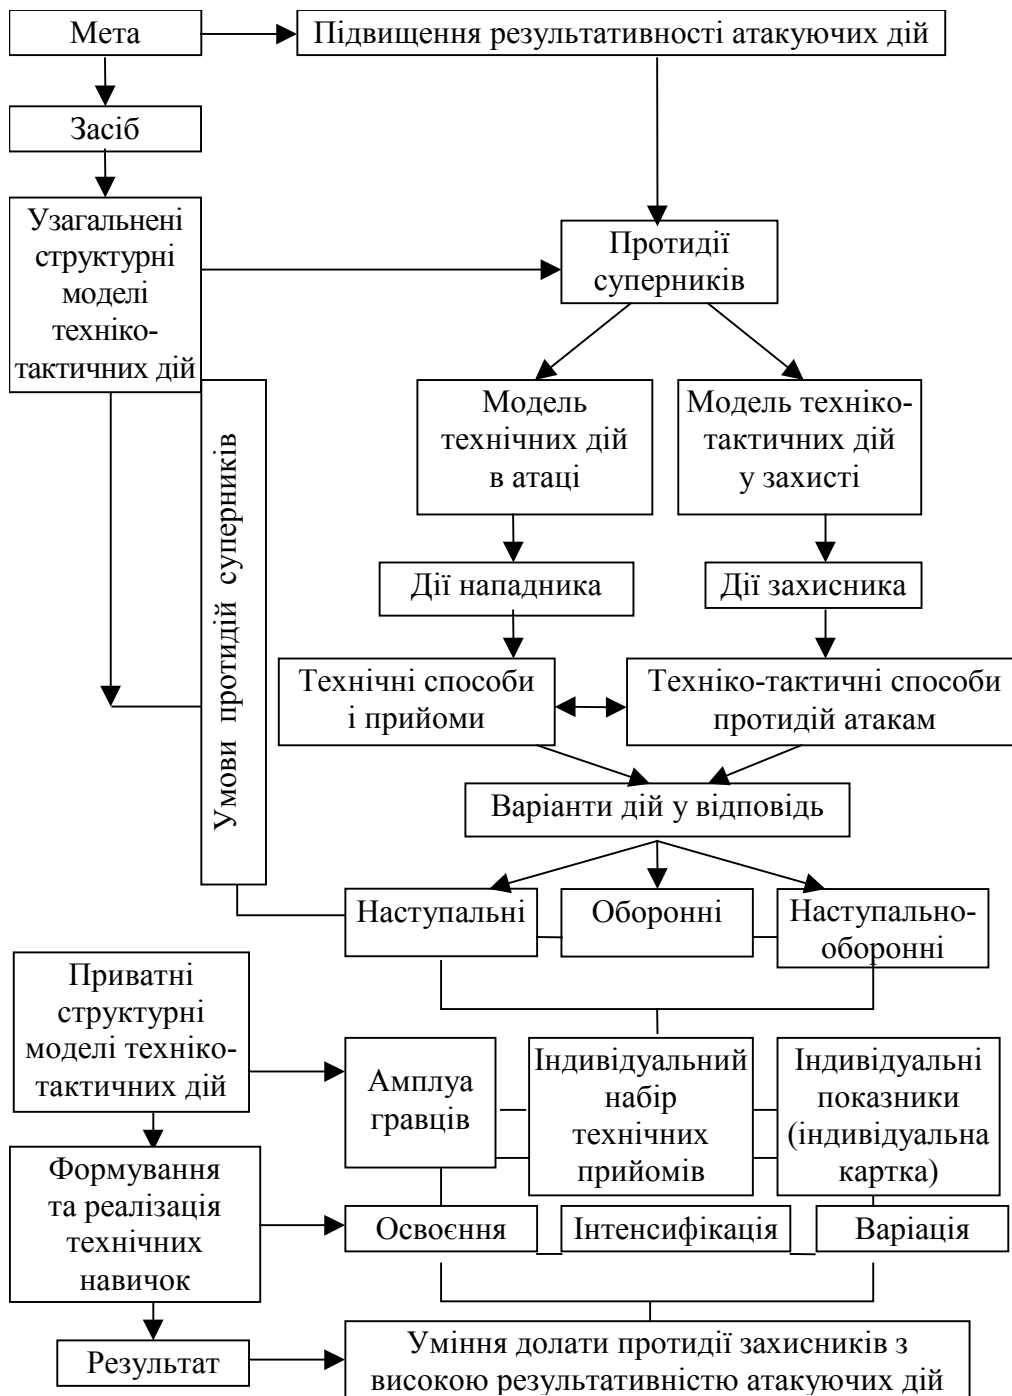 Мета
Підвищення результативності атакуючих дій
Засіб
Узагальнені
структурні
моделі
техніко-
тактичних дій
Протидії
суперників
Умови протидій суперників
Модель
технічних дій
в атаці
Модель техніко-
тактичних дій
у захисті
Дії нападника
Дії захисника
Технічні способи
і прийоми
Техніко-тактичні способи
протидій атакам
Варіанти дій у відповідь
Наступальні
Оборонні
Наступально-
оборонні
Приватні
структурні
моделі техніко-
тактичних дій
Амплуа
гравців
Індивідуальний
набір
технічних
прийомів
Індивідуальні
показники
(індивідуальна
картка)
Формування
та реалізація
технічних
навичок
Освоєння
Інтенсифікація
Варіація
Результат
Уміння долати протидії захисників з
високою результативністю атакуючих дій